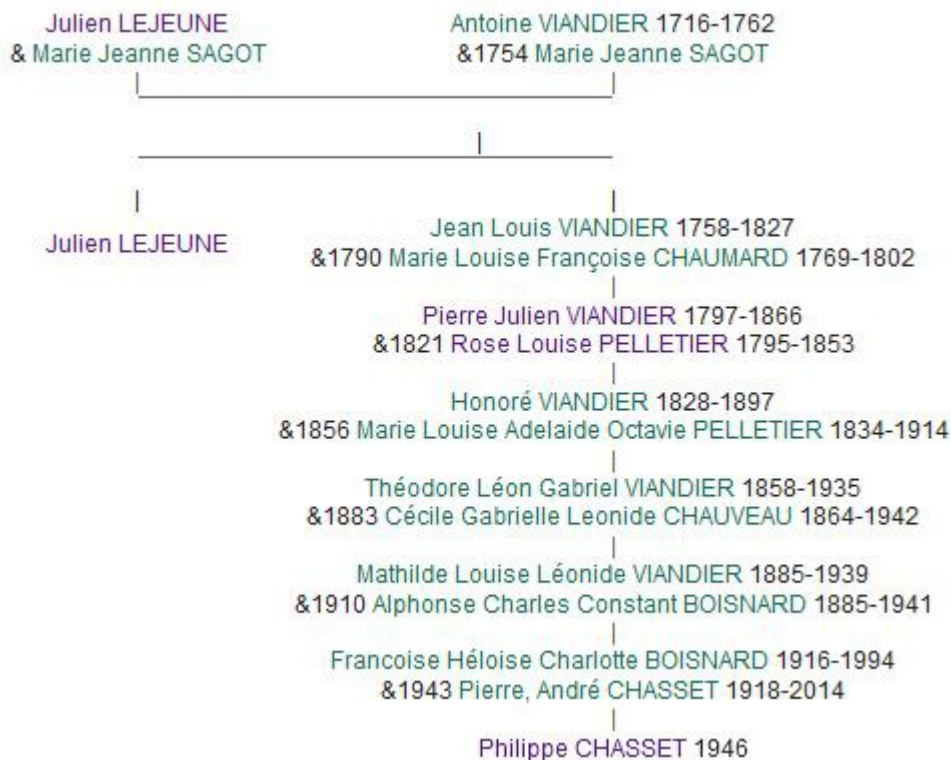 Julien LEJEUNE
& Marie Jeanne SAGOT
Antoine VIANDIER 1716-1762
&1754 Marie Jeanne SAGOT
Julien LEJEUNE
Jean Louis VIANDIER 1758-1827
&1790 Marie Louise Françoise CHAUMARD 1769-1802
Pierre Julien VIANDIER 1797-1866
&1821 Rose Louise PELLETIER 1795-1853
Honoré VIANDIER 1828-1897
&1856 Marie Louise Adelaide Octavie PELLETIER 1834-1914
Théodore Léon Gabriel VIANDIER 1858-1935
&1883 Cécile Gabrielle Leonide CHAUVEAU 1864-1942
Mathilde Louise Léonide VIANDIER 1885-1939
&1910 Alphonse Charles Constant BOISNARD 1885-1941
Francoise Héloise Charlotte BOISNARD 1916-1994
&1943 Pierre, André CHASSET 1918-2014
Philippe CHASSET 1946